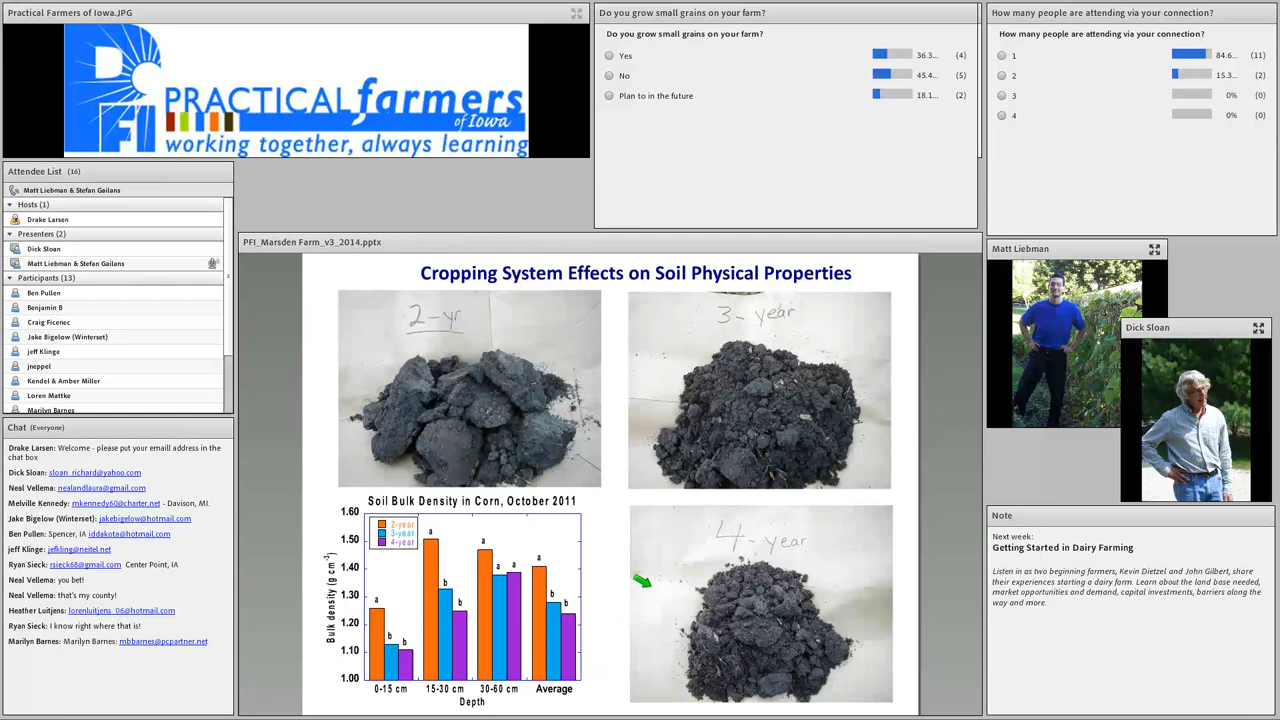 Practical Farmers of Iowa.JPG
PRACTICAL farmers
of Iowa
working together, always learning
Do you grow small grains on your farm?
Do you grow small grains on your farm?
Yes 36.3... (4)
No 45.4... (5)
Plan to in the future 18.1... (2)
How many people are attending via your connection?
How many people are attending via your connection?
1 84.6... (11)
2 15.3... (2)
3 0% (0)
4 0% (0)
Attendee List (16)
Matt Liebman & Stefan Gailans
Hosts (1)
Drake Larsen
Presenters (2)
Dick Sloan
Matt Liebman & Stefan Gailans
Participants (13)
Ben Pullen
Benjamin B
Craig Ficenec
Jake Bigelow (Winterset)
jeff Klinge
jneppel
Kendel & Amber Miller
Loren Mattke
Marilyn Barnes
Chat (Everyone)
Drake Larsen: Welcome - please put your emaill address in the
chat box
Dick Sloan: sloan_richard@yahoo.com
Neal Vellema: nealandlaura@gmail.com
Melville Kennedy: mkennedy60@charter.net - Davison, MI.
Jake Bigelow (Winterset): jakebigelow@hotmail.com
Ben Pullen: Spencer, IA iddakota@hotmail.com
jeff Klinge: jefkling@neitel.net
Ryan Sieck: rsieck68@gmail.com Center Point, IA
Neal Vellema: you bet!
Neal Vellema: that's my county!
Heather Luitjens: lorenluitjens_06@hotmail.com
Ryan Sieck: I know right where that is!
Marilyn Barnes: Marilyn Barnes: mbbarnes@pcpartner.net
PFI_Marsden Farm_v3_2014.pptx
Cropping System Effects on Soil Physical Properties
2-yr
3-year
4-year
Soil Bulk Density in Corn, October 2011
Bulk density (g cm-3)
1.60
1.50
1.40
1.30
1.20
1.10
1.00
2-year
3-year
4-year
a b b
a b b
a a a
a b b
0-15 cm 15-30 cm 30-60 cm Average
Depth
Matt Liebman
Dick Sloan
Note
Next week:
Getting Started in Dairy Farming
Listen in as two beginning farmers, Kevin Dietzel and John Gilbert, share
their experiences starting a dairy farm. Learn about the land base needed,
market opportunities and demand, capital investments, barriers along the
way and more.